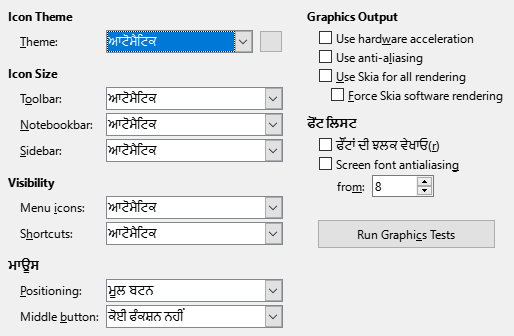 Icon Theme
Theme: ਆਟੋਮੈਟਿਕ
Icon Size
Toolbar: ਆਟੋਮੈਟਿਕ
Notebookbar: ਆਟੋਮੈਟਿਕ
Sidebar: ਆਟੋਮੈਟਿਕ
Visibility
Menu icons: ਆਟੋਮੈਟਿਕ
Shortcuts: ਆਟੋਮੈਟਿਕ
ਮਾਊਸ
Positioning: ਮੂਲ ਬਟਨ
Middle button: ਕੋਈ ਫੰਕਸ਼ਨ ਨਹੀਂ
Graphics Output
Use hardware acceleration
Use anti-aliasing
Use Skia for all rendering
Force Skia software rendering
ਫੋਂਟ ਲਿਸਟ
ਫੌਂਟਾਂ ਦੀ ਝਲਕ ਵੇਖਾਓ(r)
Screen font antialiasing
from: 8
Run Graphics Tests